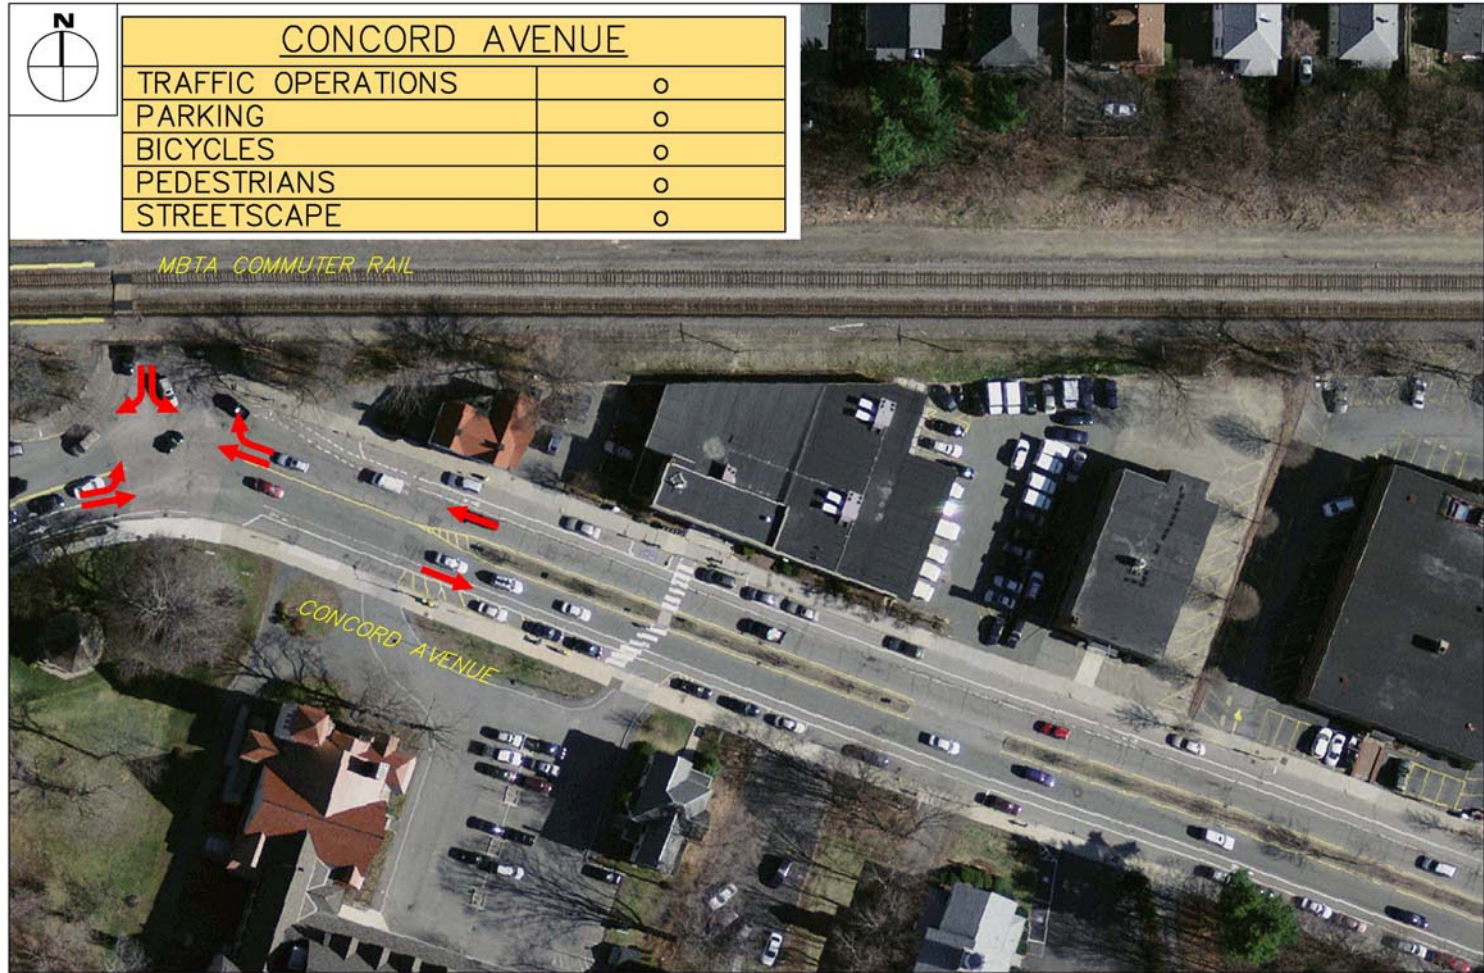 N
CONCORD AVENUE
TRAFFIC OPERATIONS o
PARKING o
BICYCLES o
PEDESTRIANS o
STREETSCAPE o
MBTA COMMUTER RAIL
CONCORD AVENUE